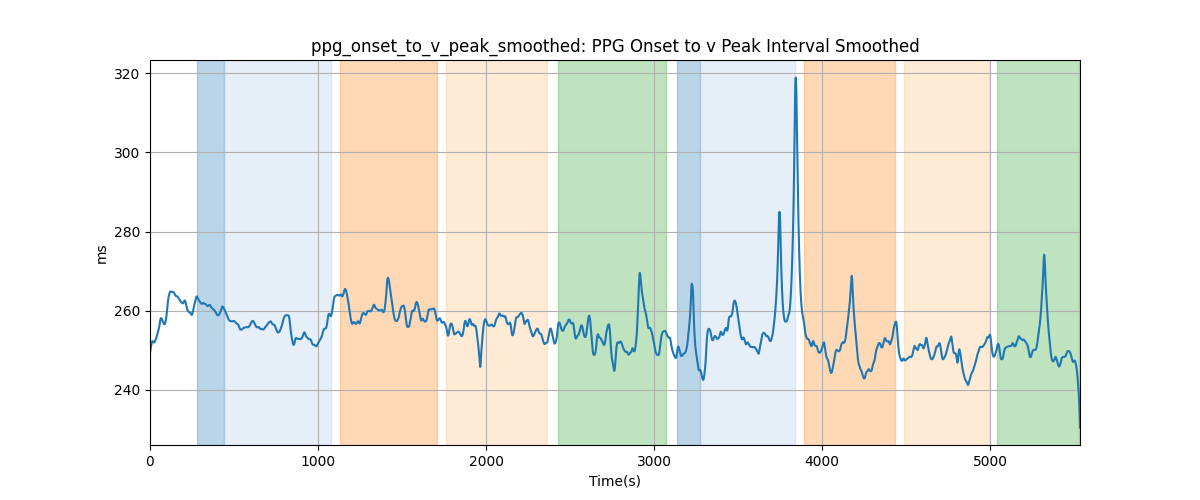 ppg_onset_to_v_peak_smoothed: PPG Onset to v Peak Interval Smoothed
320
300
280
260
240
ms
0 1000 2000 3000 4000 5000
Time(s)